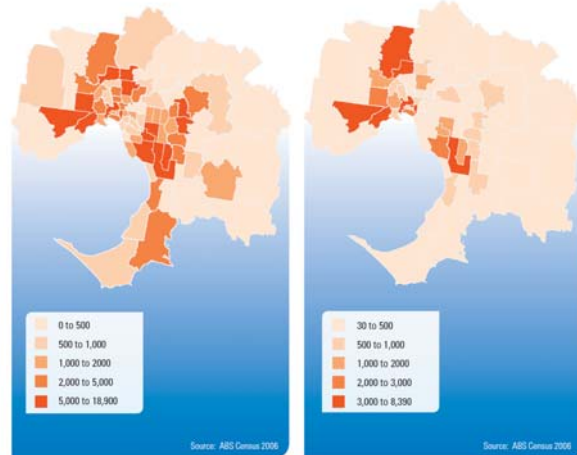 0 to 500
500 to 1,000
1,000 to 2000
2,000 to 5,000
5,000 to 18,900
Source: ABS Census 2006
30 to 500
500 to 1,000
1,000 to 2000
2,000 to 3,000
3,000 to 8,390
Source: ABS Census 2006